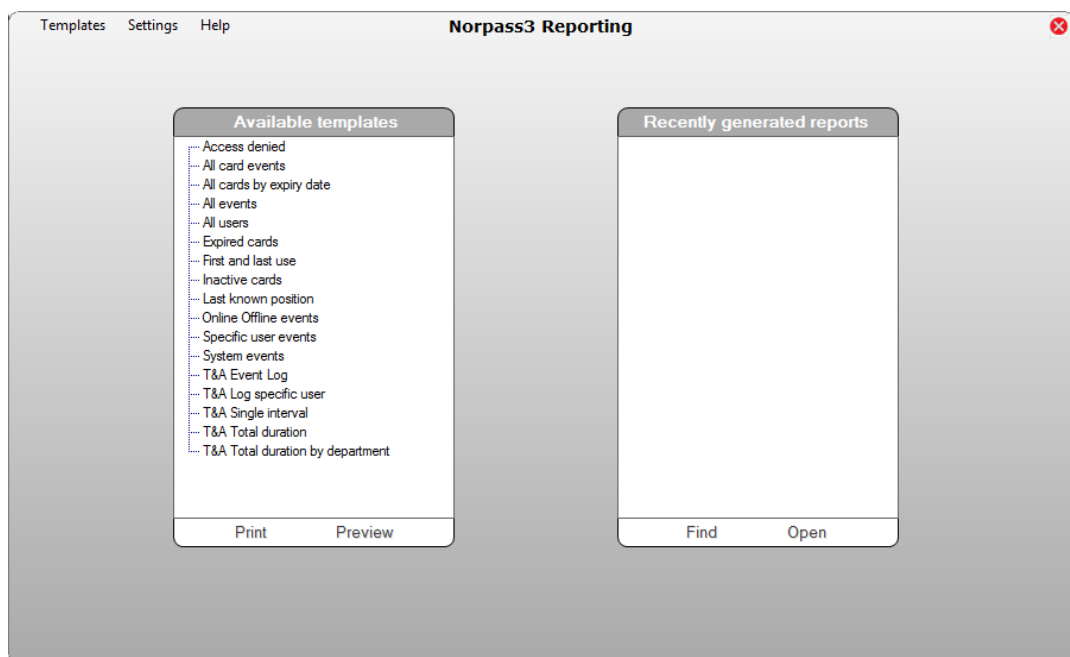 Templates Settings Help Norpass3 Reporting
Available templates
Access denied
All card events
All cards by expiry date
All events
All users
Expired cards
First and last use
Inactive cards
Last known position
Online Offline events
Specific user events
System events
T&A Event Log
T&A Log specific user
T&A Single interval
T&A Total duration
T&A Total duration by department
Print Preview
Recently generated reports
Find Open